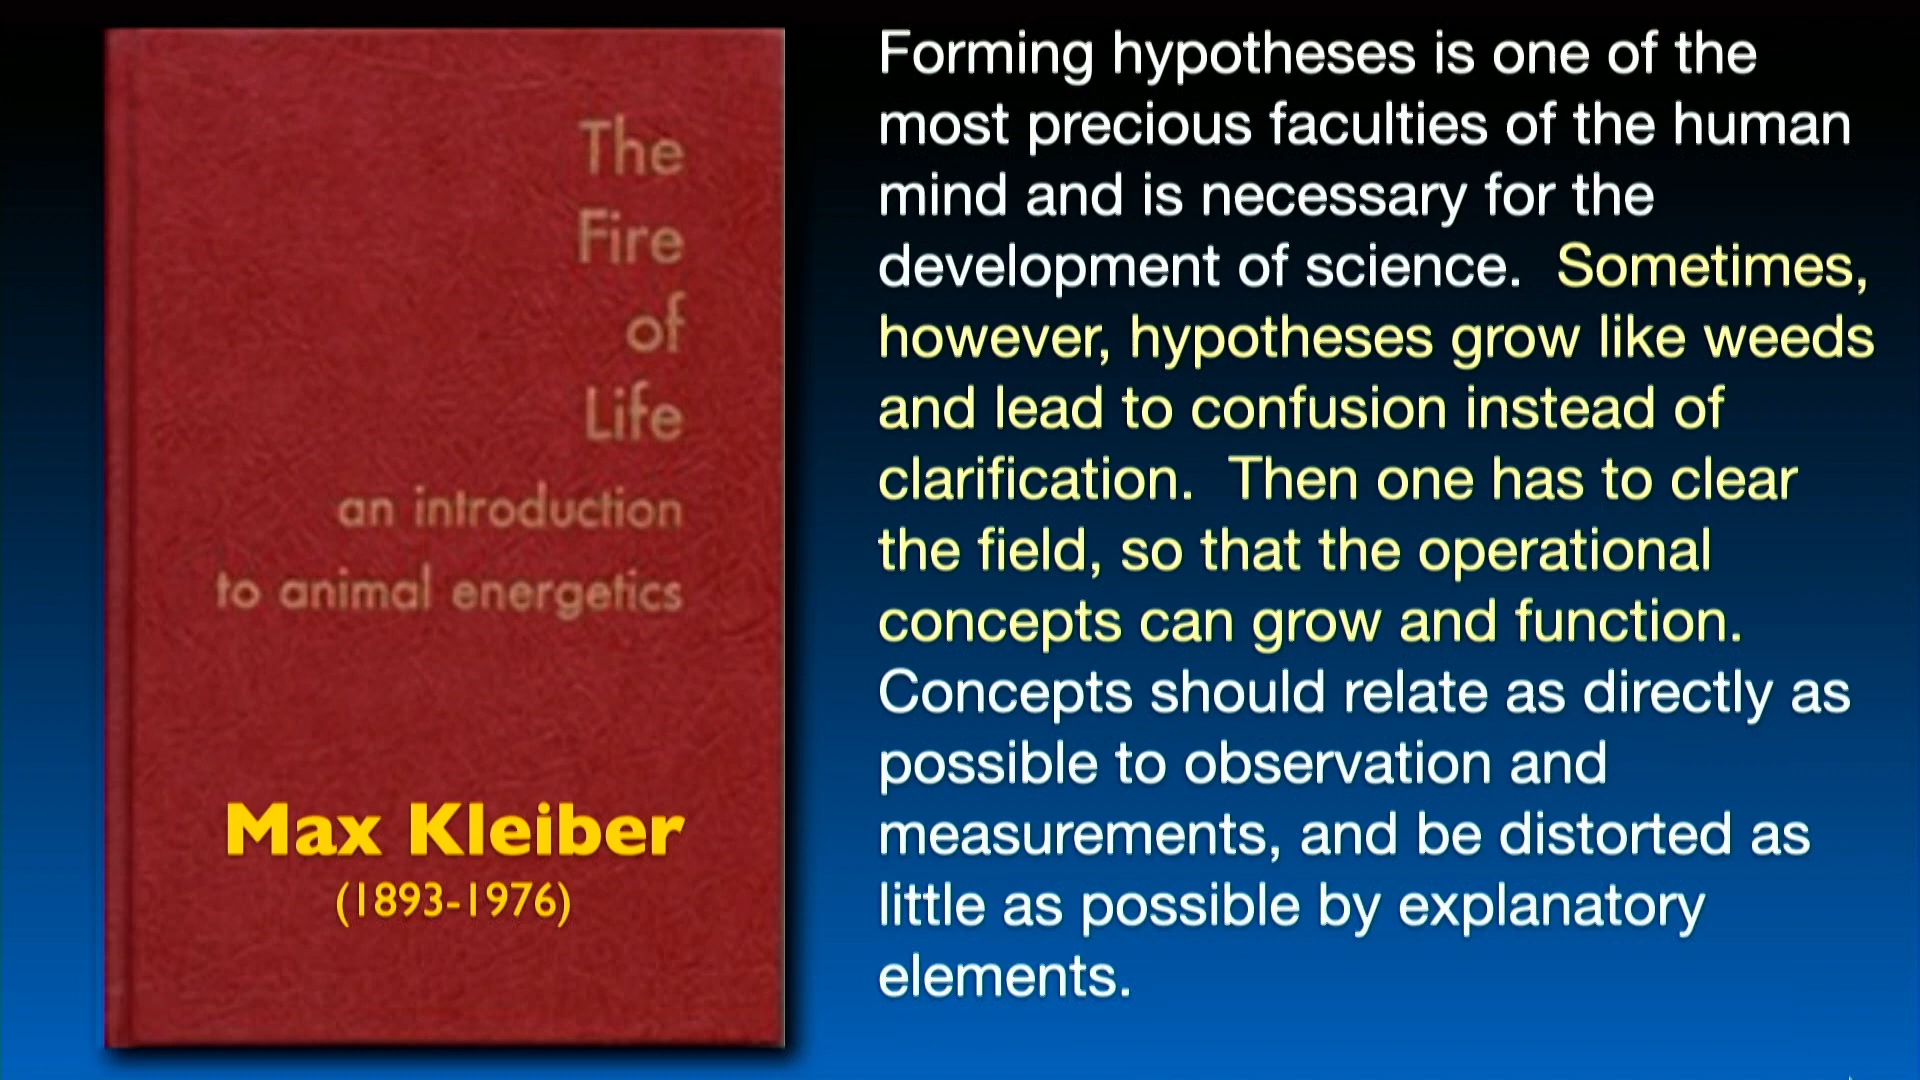 The
Fire
of
Life
an introduction
to animal energetics
Max Kleiber
(1893-1976)
Forming hypotheses is one of the
most precious faculties of the human
mind and is necessary for the
development of science.  Sometimes,
however, hypotheses grow like weeds
and lead to confusion instead of
clarification.  Then one has to clear
the field, so that the operational
concepts can grow and function.
Concepts should relate as directly as
possible to observation and
measurements, and be distorted as
little as possible by explanatory
elements.